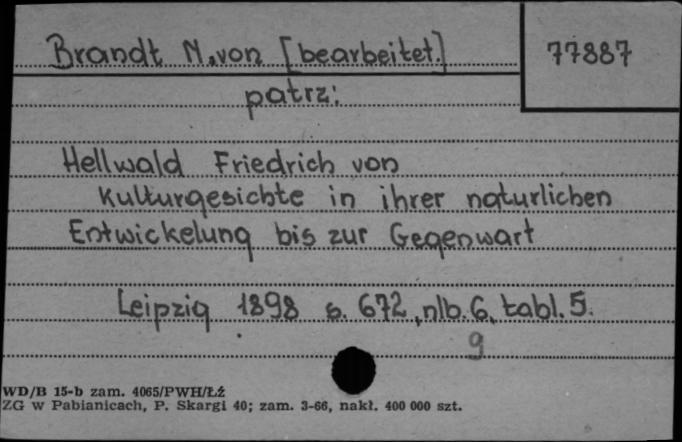 Brandt M. von [bearbeitet.] 77887
patrz:
Hellwald Friedrich von
Kulturgesichte in ihrer naturlichen
Entwickelung bis zur Gegenwart
Leipzig 1898 s. 672, nlb. 6, tabl. 5.
9
WD/B 15-b zam. 4065/PWH/ŁŹ
ZG w Pabianicach, P. Skargi 40; zam. 3-66, nakł. 400 000 szt.